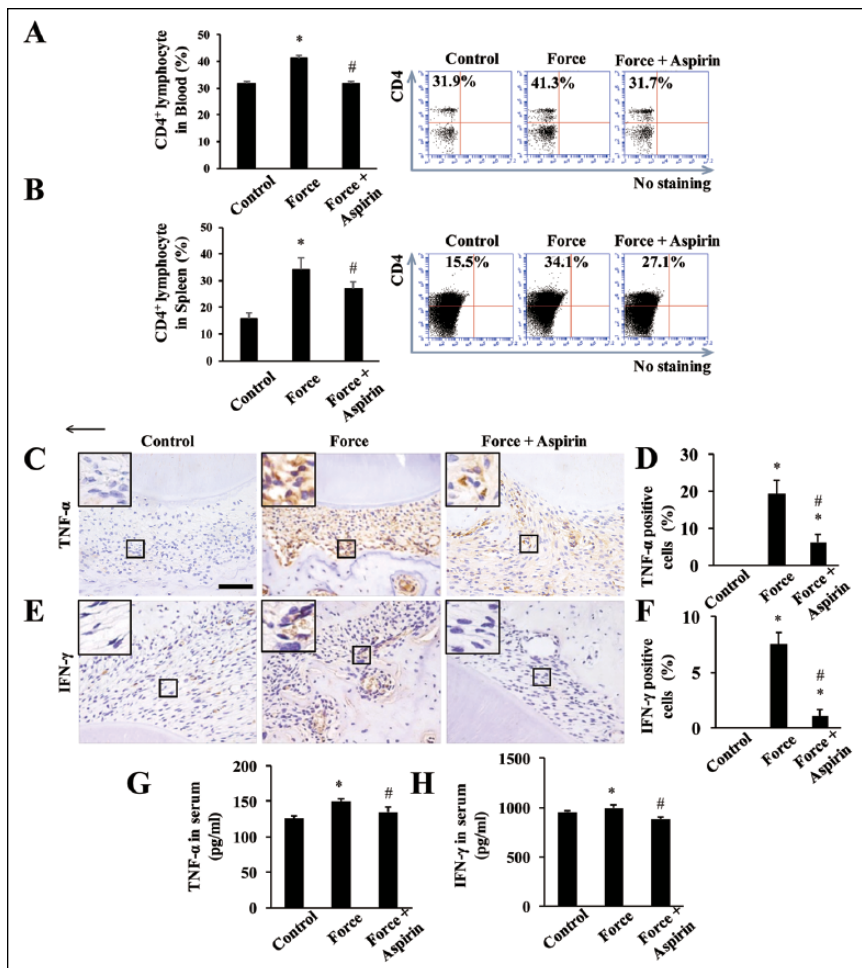 A
CD4⁺ lymphocyte
in Blood (%)
50
40
30
20
10
0
*
#
Control
Force
Force +
Aspirin
Control
Force
Force + Aspirin
31.9%
41.3%
31.7%
CD4
No staining
B
CD4⁺ lymphocyte
in Spleen (%)
50
40
30
20
10
0
*
#
Control
Force
Force +
Aspirin
Control
Force
Force + Aspirin
15.5%
34.1%
27.1%
CD4
No staining
Control
Force
Force + Aspirin
C
TNF-α
D
TNF-α positive
cells (%)
30
20
10
0
*
#
*
Control
Force
Force +
Aspirin
E
IFN-γ
F
IFN-γ positive
cells (%)
10
5
0
*
#
*
Control
Force
Force +
Aspirin
G
TNF-α in serum
(pg/ml)
200
150
100
50
0
*
#
Control
Force
Force +
Aspirin
H
IFN-γ in serum
(pg/ml)
1500
1000
500
0
*
#
Control
Force
Force +
Aspirin